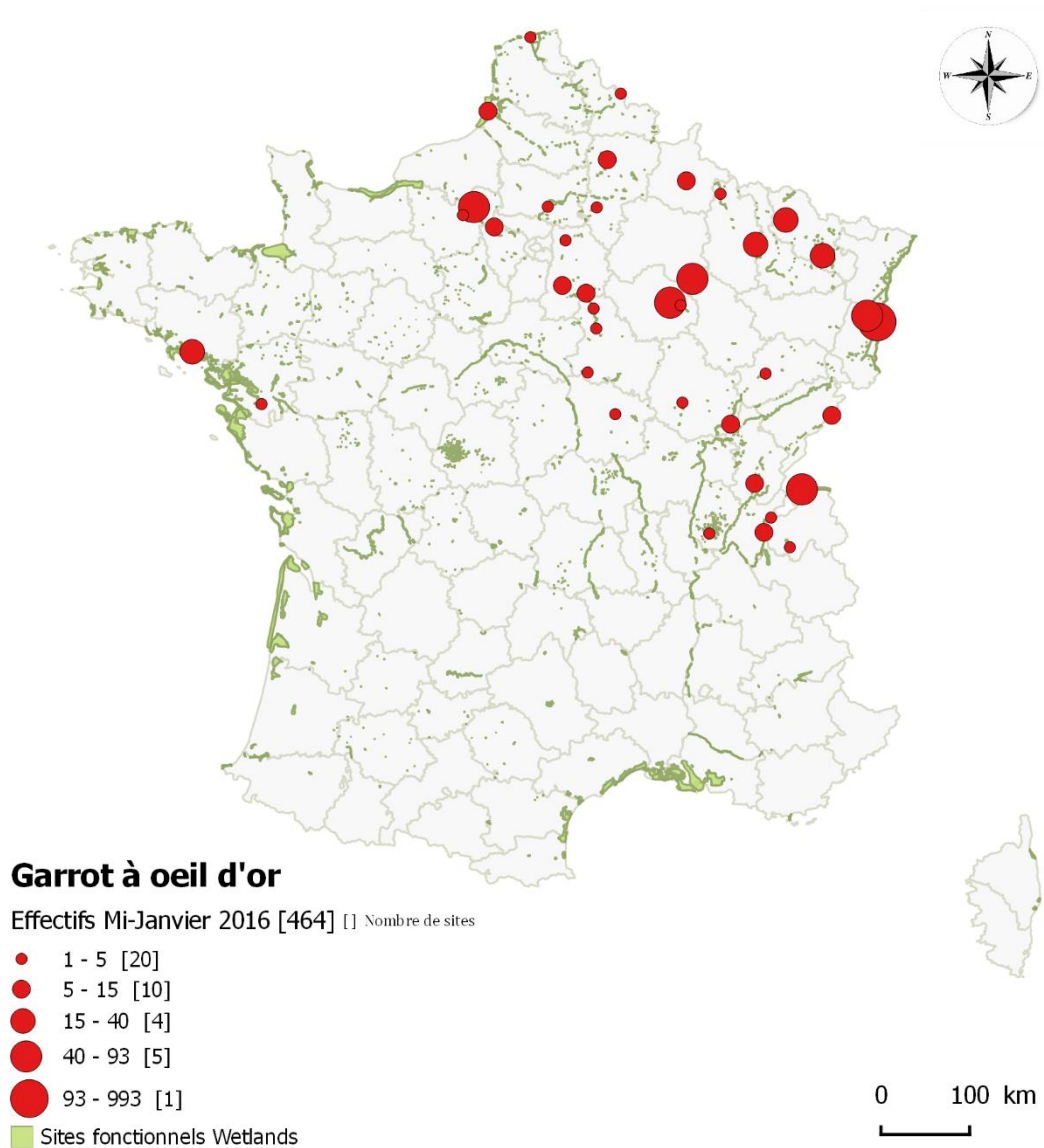 N
W
E
S
Garrot à oeil d'or
Effectifs Mi-Janvier 2016 [464] [] Nombre de sites
1 - 5 [20]
5 - 15 [10]
15 - 40 [4]
40 - 93 [5]
93 - 993 [1]
Sites fonctionnels Wetlands
0 100 km